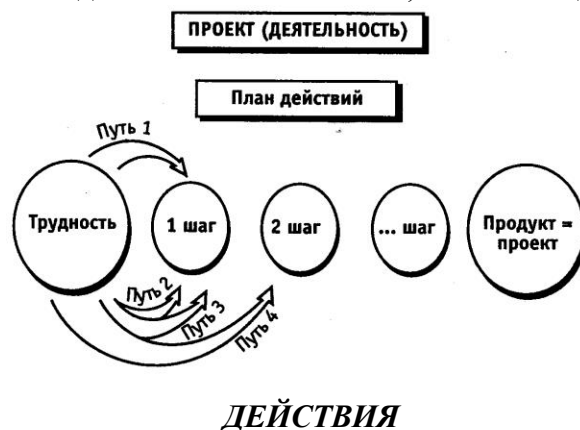 ПРОЕКТ (ДЕЯТЕЛЬНОСТЬ)
План действий
Путь 1
Трудность
1 шаг
2 шаг
... шаг
Продукт =
проект
Путь 2
Путь 3
Путь 4
ДЕЙСТВИЯ